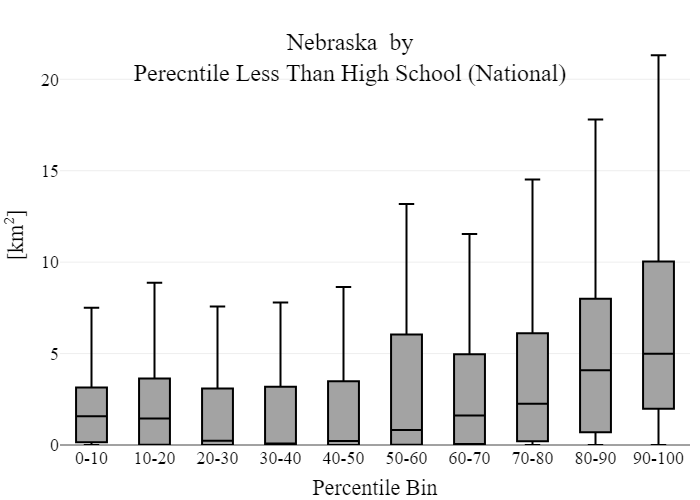 Nebraska  by
Perecntile Less Than High School (National)
20
15
10
5
0
[km²]
0-10 10-20 20-30 30-40 40-50 50-60 60-70 70-80 80-90 90-100
Percentile Bin